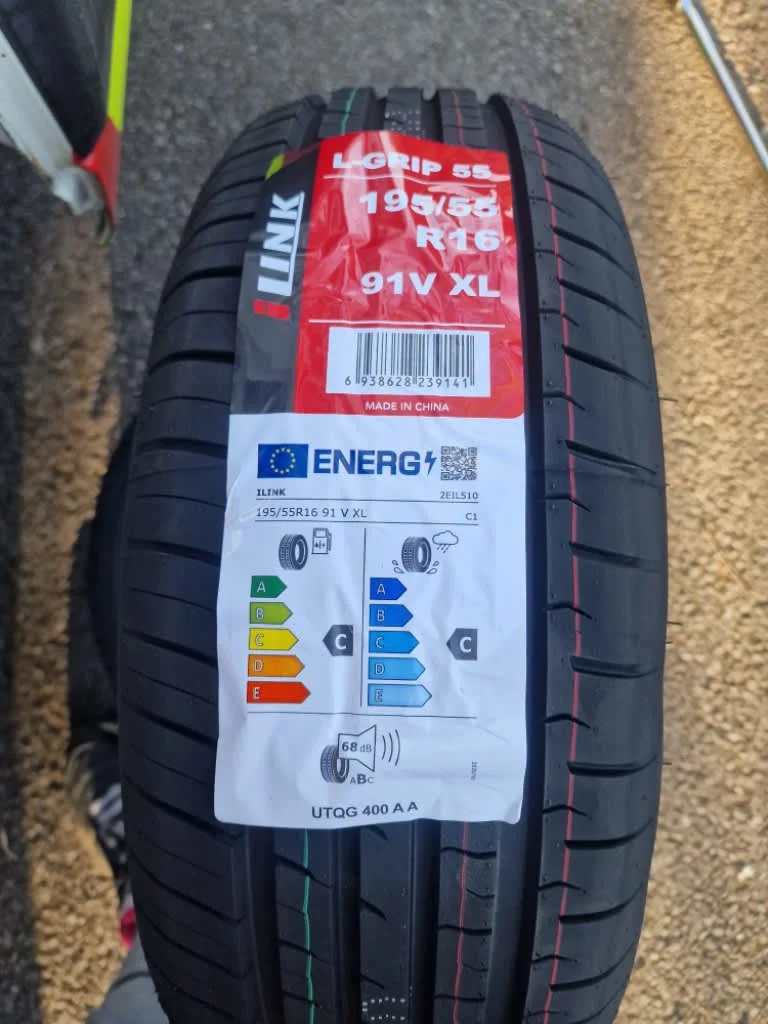 L-GRIP 55
ILINK
195/55
R16
91V XL
6 938628 239141
MADE IN CHINA
ENERG
ILINK
2EIL510
195/55R16 91 V XL
C1
A
B
C
D
E
C
A
B
C
D
E
C
68 dB
ABC
UTQG 400 A A